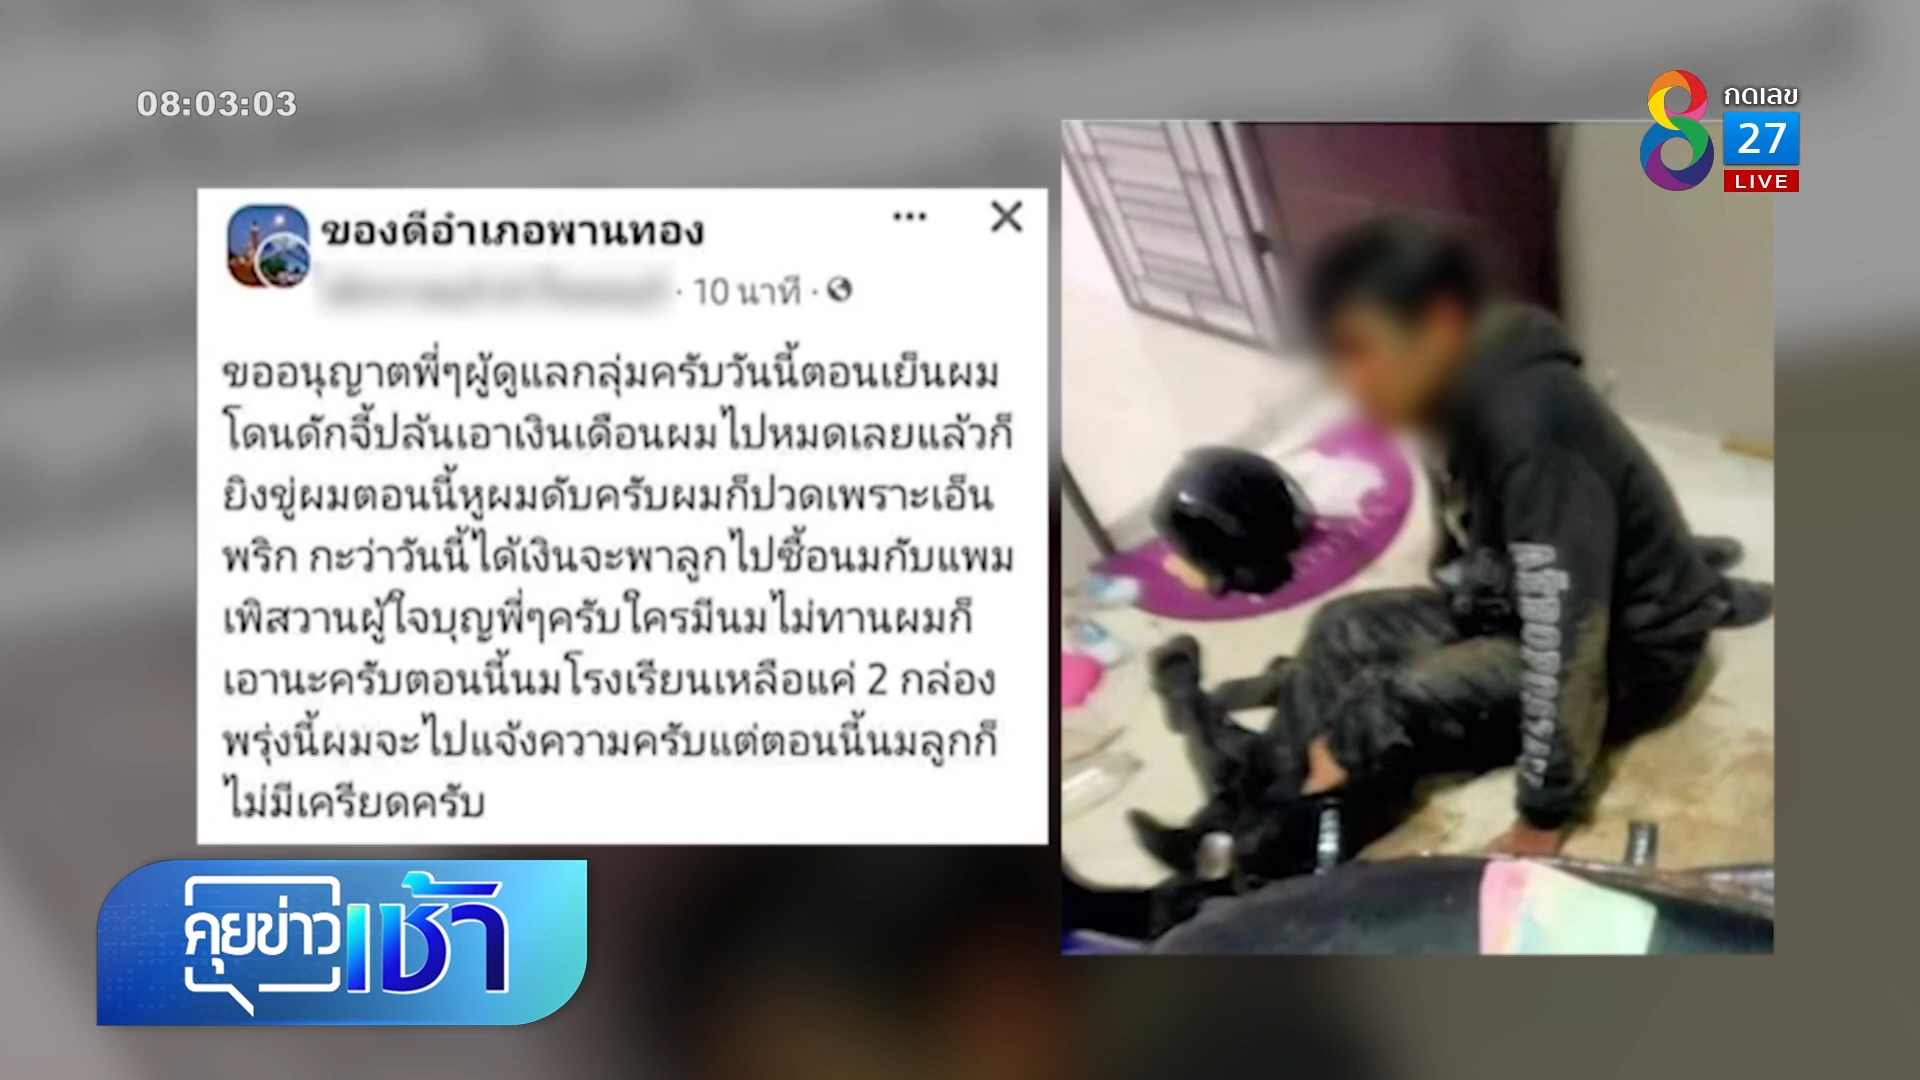 08:03:03
กดเลข
27
LIVE
ของดีอำเภอพานทอง
· 10 นาที ·
ขออนุญาตพี่ๆผู้ดูแลกลุ่มครับวันนี้ตอนเย็นผม
โดนดักจี้ปล้นเอาเงินเดือนผมไปหมดเลยแล้วก็
ยิงขู่ผมตอนนี้หูผมดับครับผมก็ปวดเพราะเอ็น
พริก กะว่าวันนี้ได้เงินจะพาลูกไปซื้อนมกับแพม
เพิสวานผู้ใจบุญพี่ๆครับใครมีนมไม่ทานผมก็
เอานะครับตอนนี้นมโรงเรียนเหลือแค่ 2 กล่อง
พรุ่งนี้ผมจะไปแจ้งความครับแต่ตอนนี้นมลูกก็
ไม่มีเครียดครับ
คุยข่าว
เช้า